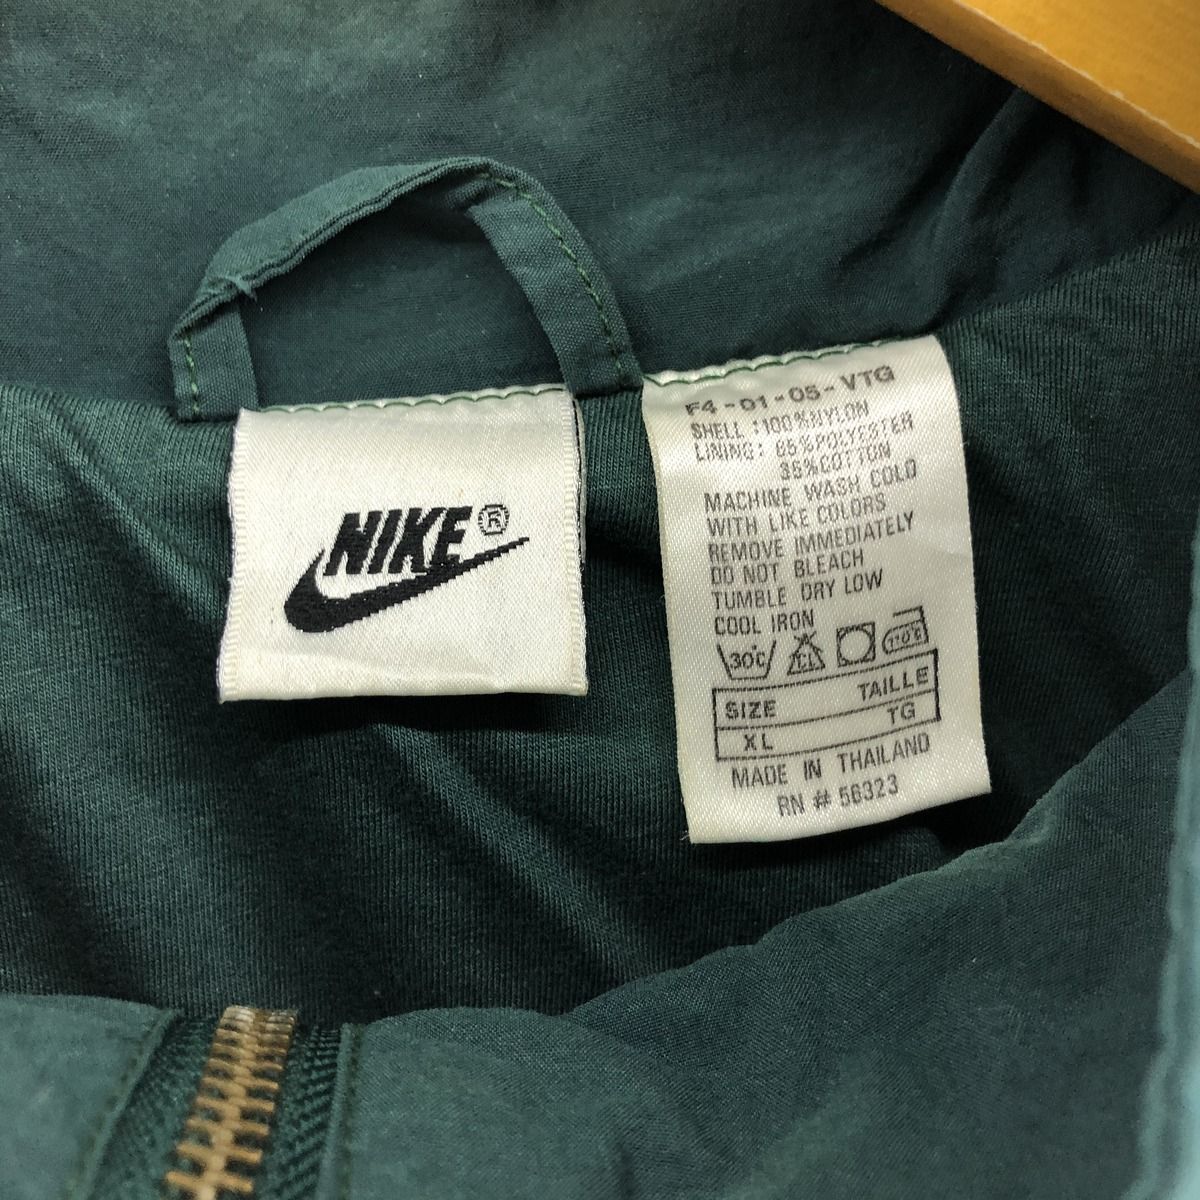 NIKE®
F4-01-05-VTG
SHELL:100%NYLON
LINING: 65%POLYESTER
35%COTTON
MACHINE WASH COLD
WITH LIKE COLORS
REMOVE IMMEDIATELY
DO NOT BLEACH
TUMBLE DRY LOW
COOL IRON
30°C CL 110°C
SIZE TAILLE
XL TG
MADE IN THAILAND
RN # 56323